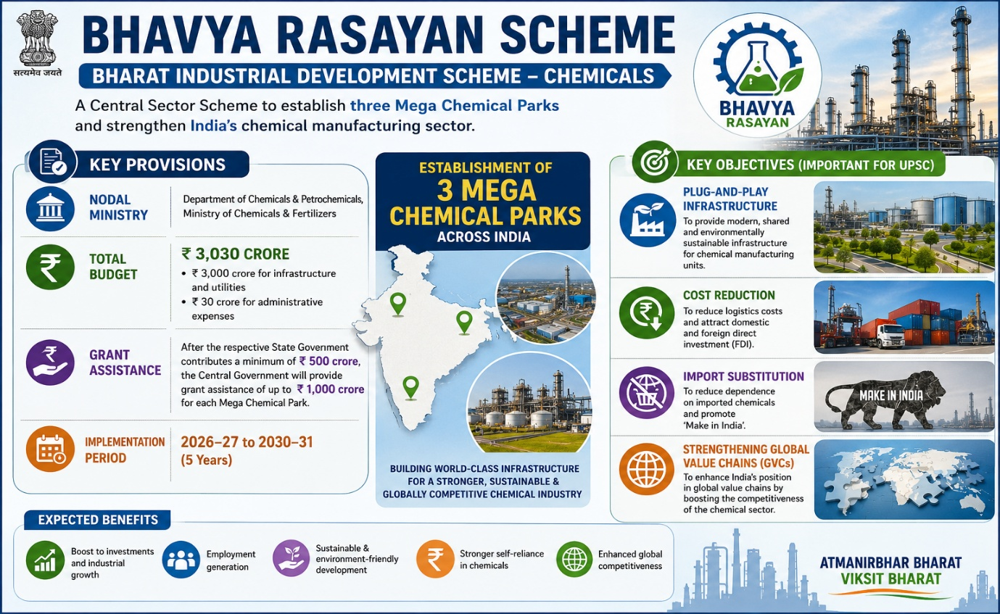 सत्यमेव जयते
BHAVYA RASAYAN SCHEME
BHARAT INDUSTRIAL DEVELOPMENT SCHEME – CHEMICALS
A Central Sector Scheme to establish three Mega Chemical Parks
and strengthen India's chemical manufacturing sector.
BHAVYA
RASAYAN
KEY PROVISIONS
NODAL
MINISTRY
Department of Chemicals & Petrochemicals,
Ministry of Chemicals & Fertilizers
TOTAL
BUDGET
₹ 3,030 CRORE
• ₹ 3,000 crore for infrastructure
and utilities
• ₹ 30 crore for administrative
expenses
GRANT
ASSISTANCE
After the respective State Government
contributes a minimum of ₹ 500 crore,
the Central Government will provide
grant assistance of up to ₹ 1,000 crore
for each Mega Chemical Park.
IMPLEMENTATION
PERIOD
2026–27 to 2030–31
(5 Years)
ESTABLISHMENT OF
3 MEGA
CHEMICAL PARKS
ACROSS INDIA
BUILDING WORLD-CLASS INFRASTRUCTURE
FOR A STRONGER, SUSTAINABLE &
GLOBALLY COMPETITIVE CHEMICAL INDUSTRY
KEY OBJECTIVES (IMPORTANT FOR UPSC)
PLUG-AND-PLAY
INFRASTRUCTURE
To provide modern, shared
and environmentally
sustainable infrastructure
for chemical manufacturing
units.
COST REDUCTION
To reduce logistics costs
and attract domestic
and foreign direct
investment (FDI).
IMPORT SUBSTITUTION
To reduce dependence
on imported chemicals
and promote
'Make in India'.
MAKE IN INDIA
STRENGTHENING GLOBAL
VALUE CHAINS (GVCs)
To enhance India's position
in global value chains by
boosting the competitiveness
of the chemical sector.
EXPECTED BENEFITS
Boost to investments
and industrial
growth
Employment
generation
Sustainable &
environment-friendly
development
Stronger self-reliance
in chemicals
Enhanced global
competitiveness
ATMANIRBHAR BHARAT
VIKSIT BHARAT